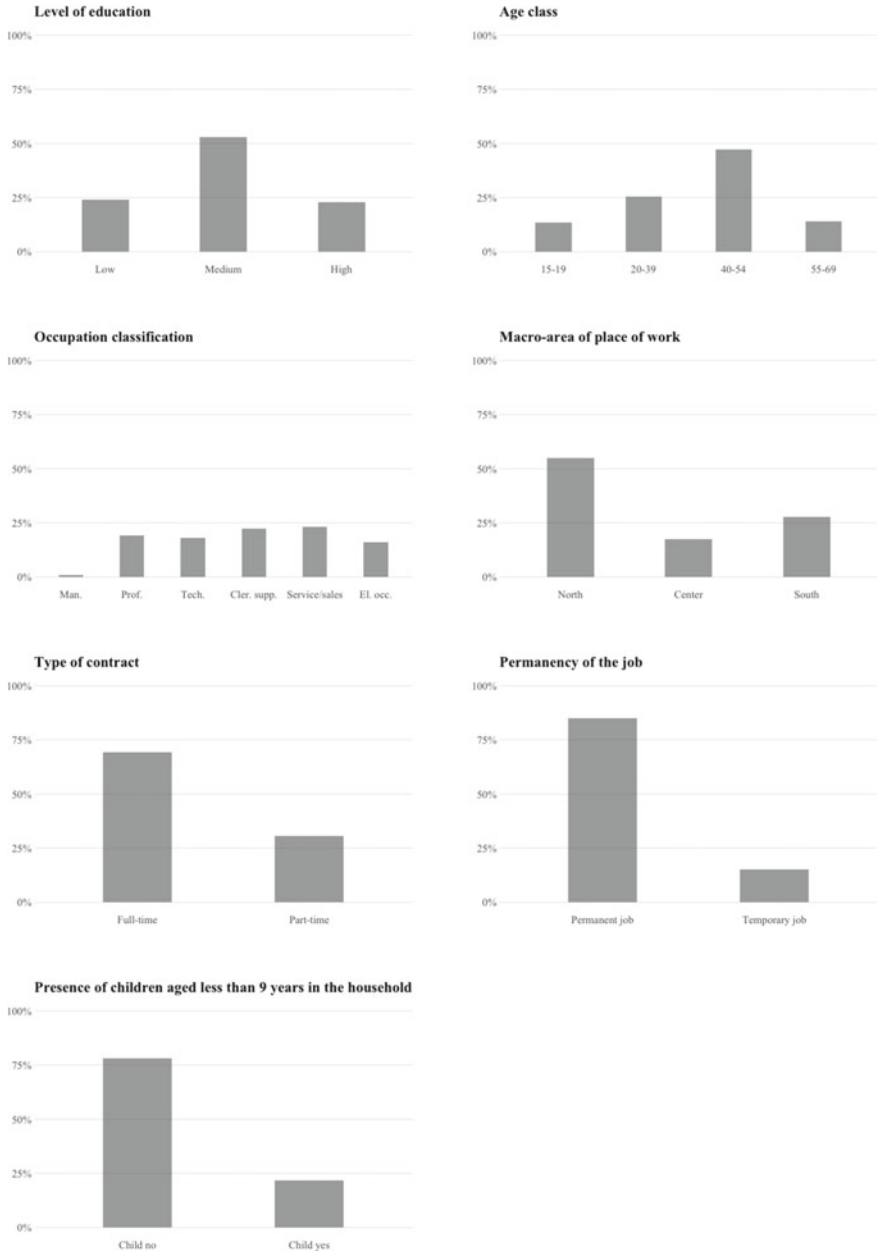 Level of education
100%
75%
50%
25%
0%
Low Medium High
Age class
100%
75%
50%
25%
0%
15-19 20-39 40-54 55-69
Occupation classification
100%
75%
50%
25%
0%
Man. Prof. Tech. Cler. supp. Service/sales El. occ.
Macro-area of place of work
100%
75%
50%
25%
0%
North Center South
Type of contract
100%
75%
50%
25%
0%
Full-time Part-time
Permanency of the job
100%
75%
50%
25%
0%
Permanent job Temporary job
Presence of children aged less than 9 years in the household
100%
75%
50%
25%
0%
Child no Child yes